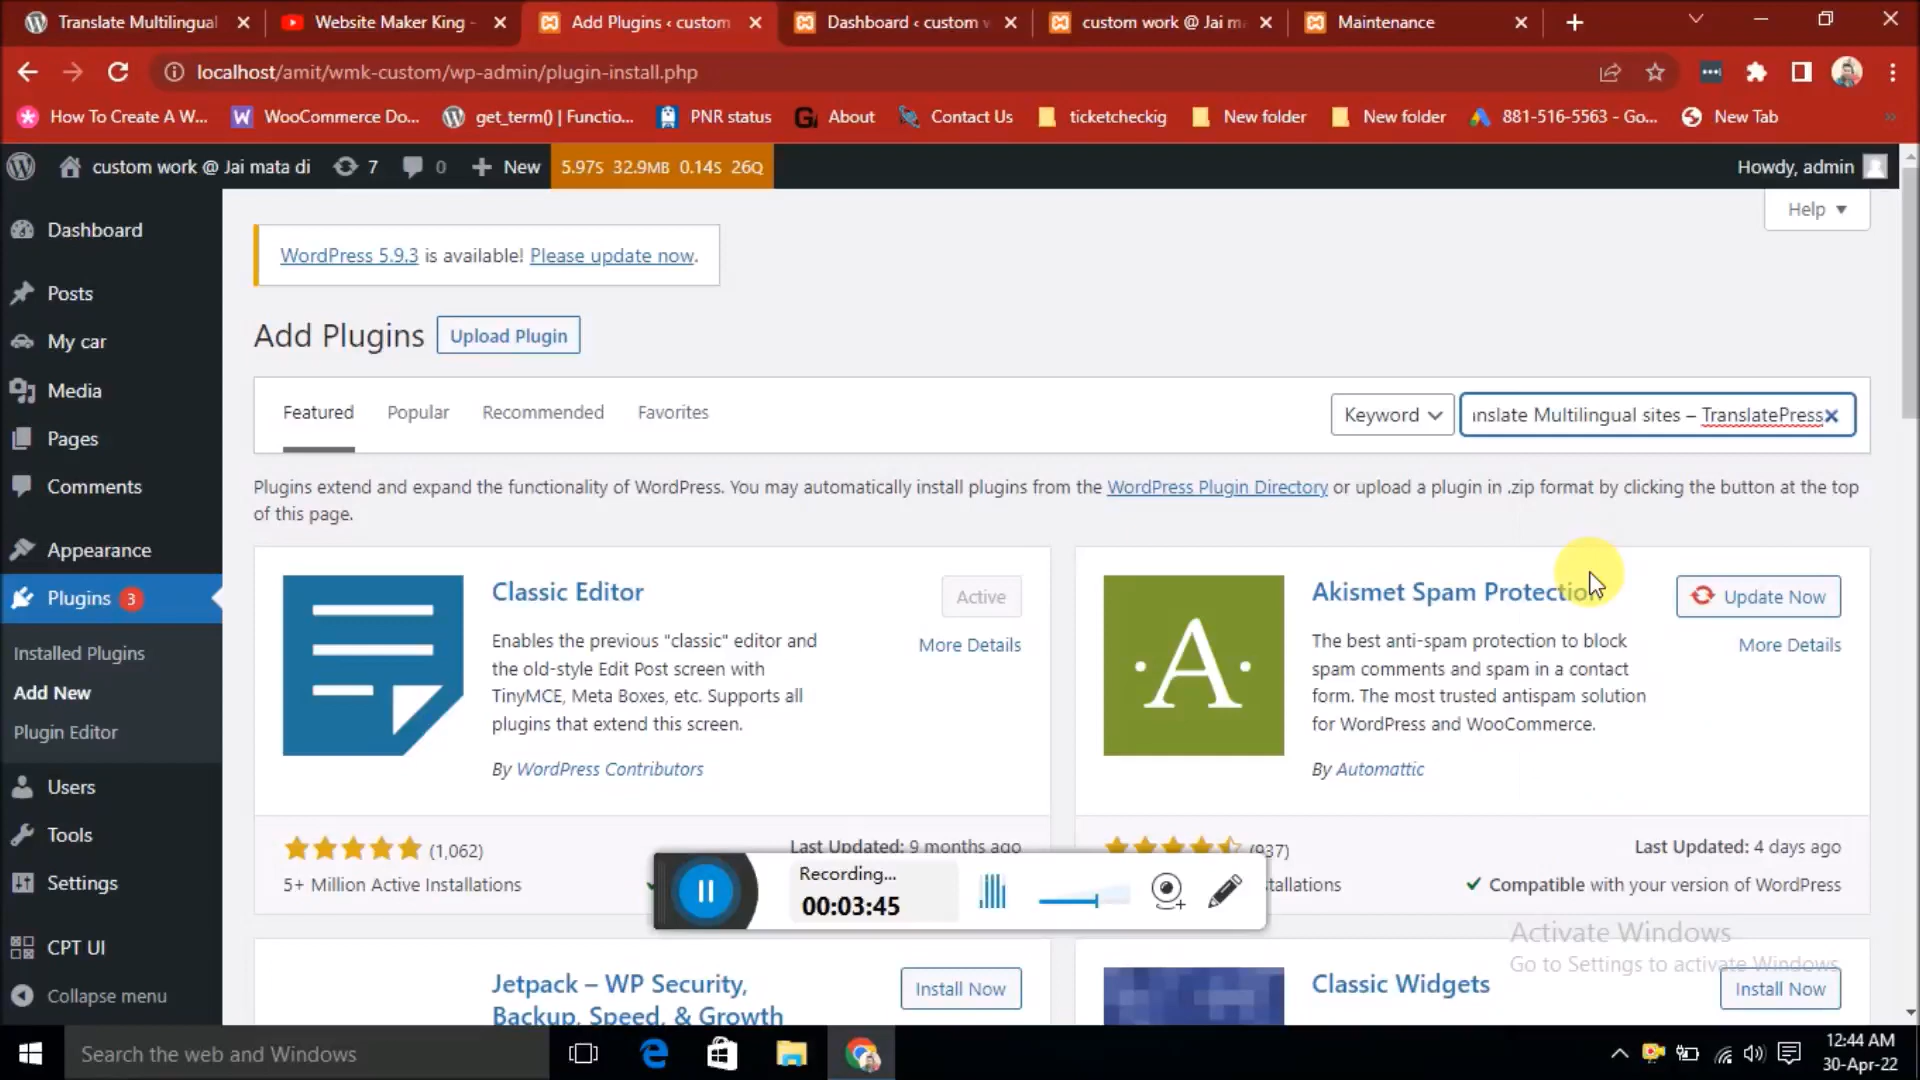 Translate Multilingual
Website Maker King -
Add Plugins ‹ custom
Dashboard ‹ custom
custom work @ Jai m
Maintenance
localhost/amit/wmk-custom/wp-admin/plugin-install.php
How To Create A W...
WooCommerce Do...
get_term() | Functio...
PNR status
About
Contact Us
ticketcheckig
New folder
New folder
881-516-5563 - Go...
New Tab
custom work @ Jai mata di
7
0
New
5.97S 32.9MB 0.14S 26Q
Howdy, admin
Help
Dashboard
Posts
My car
Media
Pages
Comments
Appearance
Plugins 3
Installed Plugins
Add New
Plugin Editor
Users
Tools
Settings
CPT UI
Collapse menu
WordPress 5.9.3 is available! Please update now.
Add Plugins
Upload Plugin
Featured
Popular
Recommended
Favorites
Keyword
nslate Multilingual sites – TranslatePress
Plugins extend and expand the functionality of WordPress. You may automatically install plugins from the WordPress Plugin Directory or upload a plugin in .zip format by clicking the button at the top
of this page.
Classic Editor
Active
More Details
Enables the previous "classic" editor and
the old-style Edit Post screen with
TinyMCE, Meta Boxes, etc. Supports all
plugins that extend this screen.
By WordPress Contributors
(1,062)
Last Updated: 9 months ago
5+ Million Active Installations
Akismet Spam Protection
Update Now
More Details
The best anti-spam protection to block
spam comments and spam in a contact
form. The most trusted antispam solution
for WordPress and WooCommerce.
By Automattic
(937)
Last Updated: 4 days ago
Compatible with your version of WordPress
Recording...
00:03:45
Jetpack – WP Security,
Backup, Speed, & Growth
Install Now
Classic Widgets
Install Now
Activate Windows
Go to Settings to activate Windows.
Search the web and Windows
12:44 AM
30-Apr-22